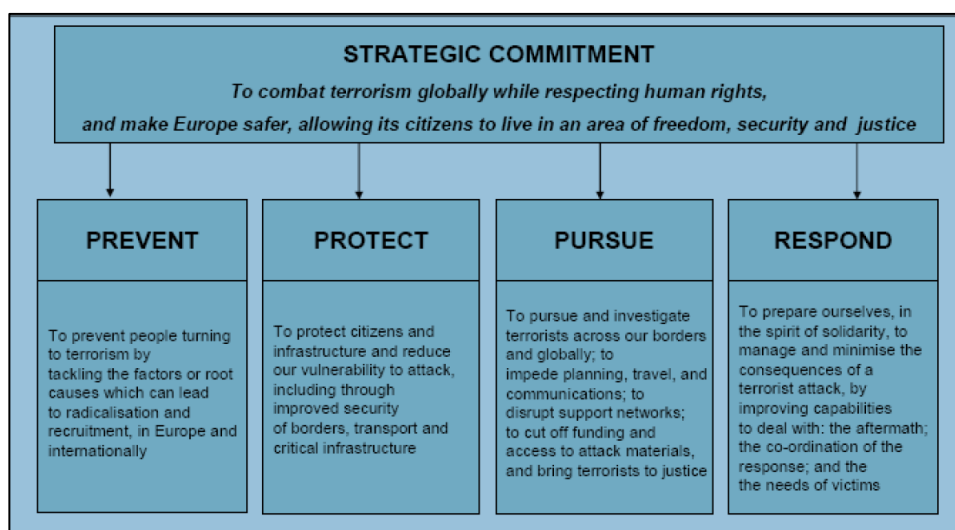 STRATEGIC COMMITMENT
To combat terrorism globally while respecting human rights,
and make Europe safer, allowing its citizens to live in an area of freedom, security and justice
PREVENT
To prevent people turning
to terrorism by
tackling the factors or root
causes which can lead
to radicalisation and
recruitment, in Europe and
internationally
PROTECT
To protect citizens and
infrastructure and reduce
our vulnerability to attack,
including through
improved security
of borders, transport and
critical infrastructure
PURSUE
To pursue and investigate
terrorists across our borders
and globally; to
impede planning, travel, and
communications; to
disrupt support networks;
to cut off funding and
access to attack materials,
and bring terrorists to justice
RESPOND
To prepare ourselves, in
the spirit of solidarity, to
manage and minimise the
consequences of a
terrorist attack, by
improving capabilities
to deal with: the aftermath;
the co-ordination of the
response; and the
the needs of victims